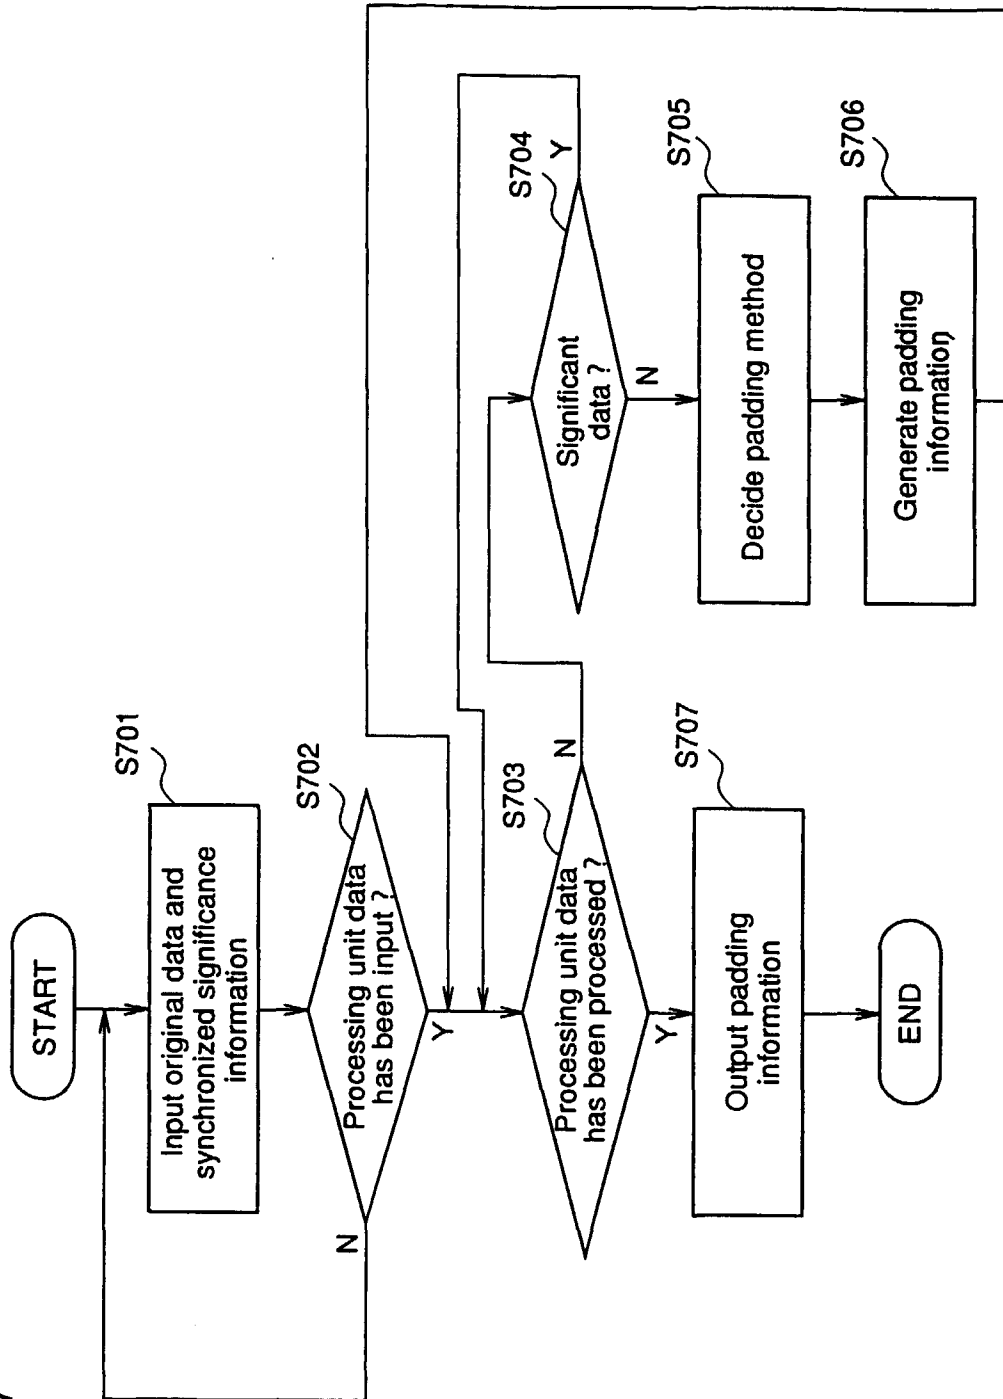 START
S701
Input original data and
synchronized significance
information
S702
Processing unit data
has been input ?
N
Y
S703
Processing unit data
has been processed ?
N
Y
S704
Significant
data ?
Y
N
S705
Decide padding method
S706
Generate padding
information
S707
Output padding
information
END